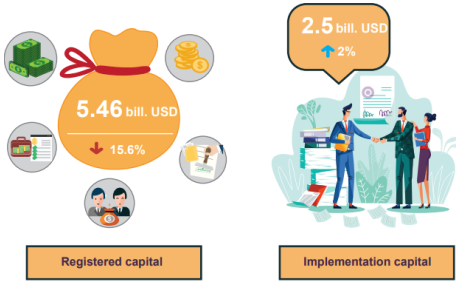 5.46 bill. USD
15.6%
Registered capital
2.5 bill. USD
2%
Implementation capital